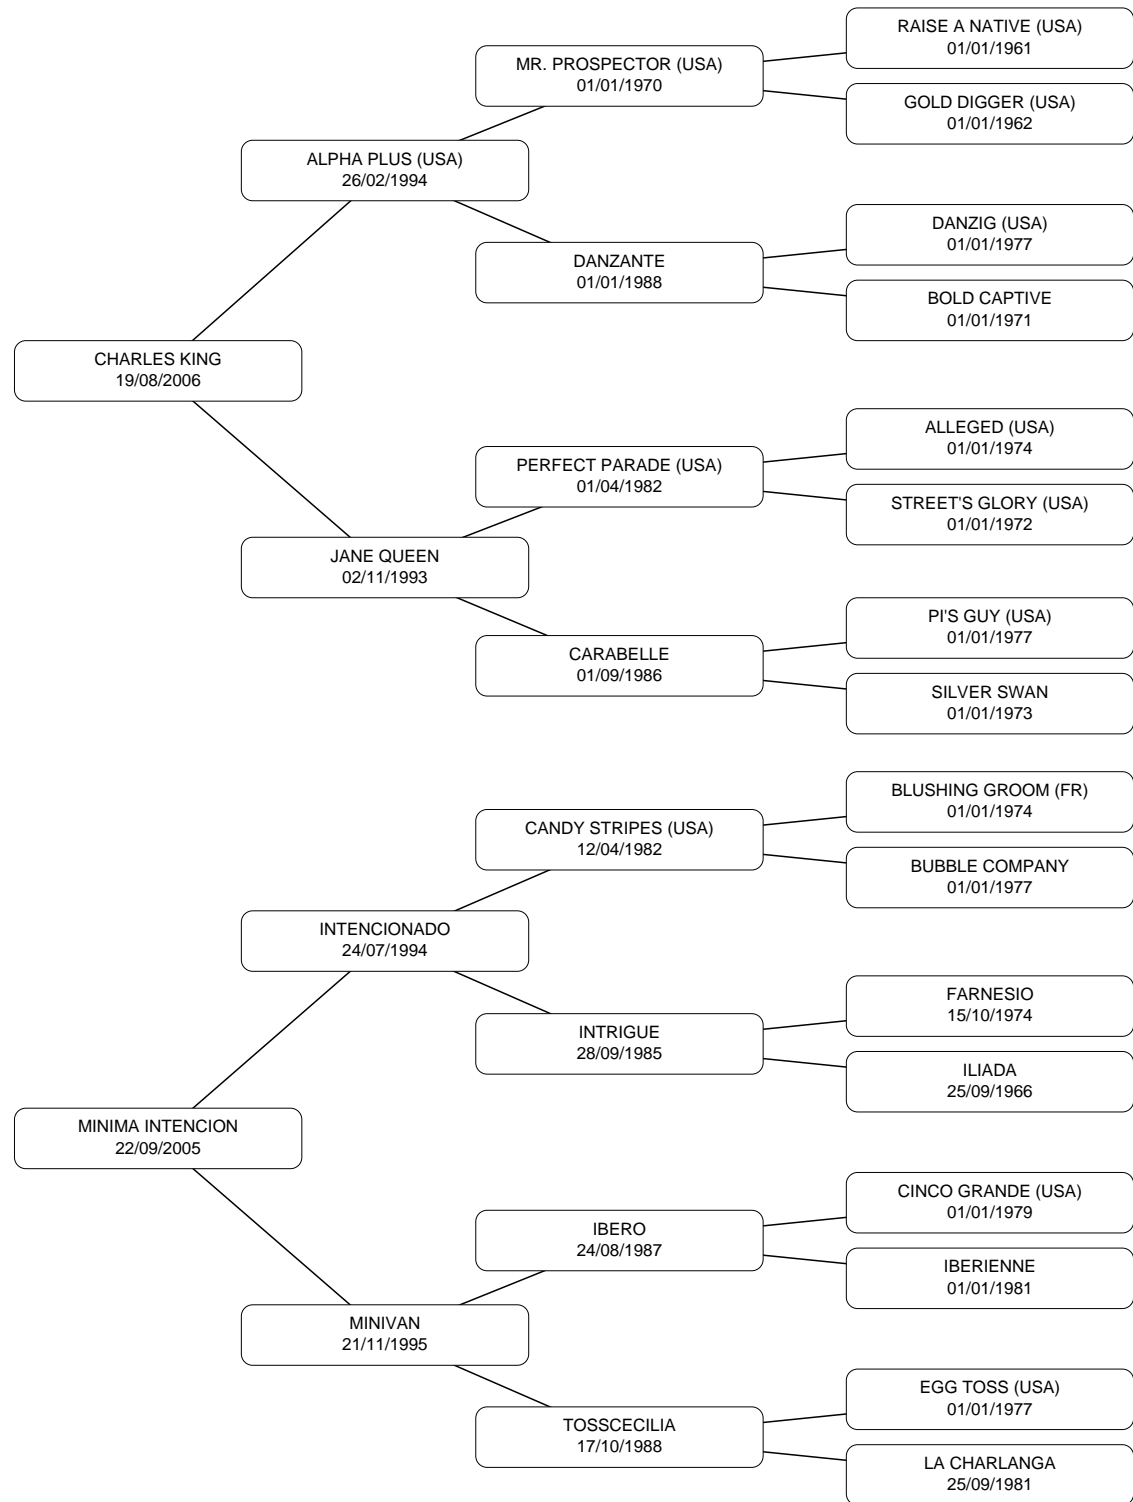 RAISE A NATIVE (USA)
01/01/1961
MR. PROSPECTOR (USA)
01/01/1970
GOLD DIGGER (USA)
01/01/1962
ALPHA PLUS (USA)
26/02/1994
DANZIG (USA)
01/01/1977
DANZANTE
01/01/1988
BOLD CAPTIVE
01/01/1971
CHARLES KING
19/08/2006
ALLEGED (USA)
01/01/1974
PERFECT PARADE (USA)
01/04/1982
STREET'S GLORY (USA)
01/01/1972
JANE QUEEN
02/11/1993
PI'S GUY (USA)
01/01/1977
CARABELLE
01/09/1986
SILVER SWAN
01/01/1973
BLUSHING GROOM (FR)
01/01/1974
CANDY STRIPES (USA)
12/04/1982
BUBBLE COMPANY
01/01/1977
INTENCIONADO
24/07/1994
FARNESIO
15/10/1974
INTRIGUE
28/09/1985
ILIADA
25/09/1966
MINIMA INTENCION
22/09/2005
CINCO GRANDE (USA)
01/01/1979
IBERO
24/08/1987
IBERIENNE
01/01/1981
MINIVAN
21/11/1995
EGG TOSS (USA)
01/01/1977
TOSSCECILIA
17/10/1988
LA CHARLANGA
25/09/1981